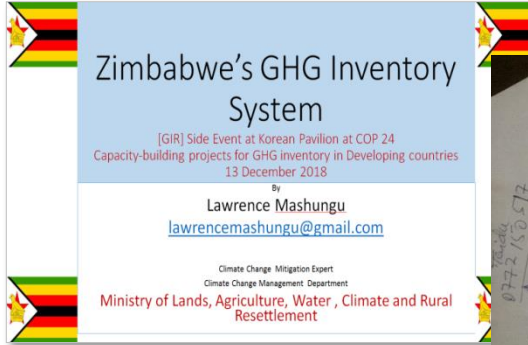 Zimbabwe's GHG Inventory
System
[GIR] Side Event at Korean Pavilion at COP 24
Capacity-building projects for GHG inventory in Developing countries
13 December 2018
By
Lawrence Mashungu
lawrencemashungu@gmail.com
Climate Change Mitigation Expert
Climate Change Management Department
Ministry of Lands, Agriculture, Water , Climate and Rural
Resettlement